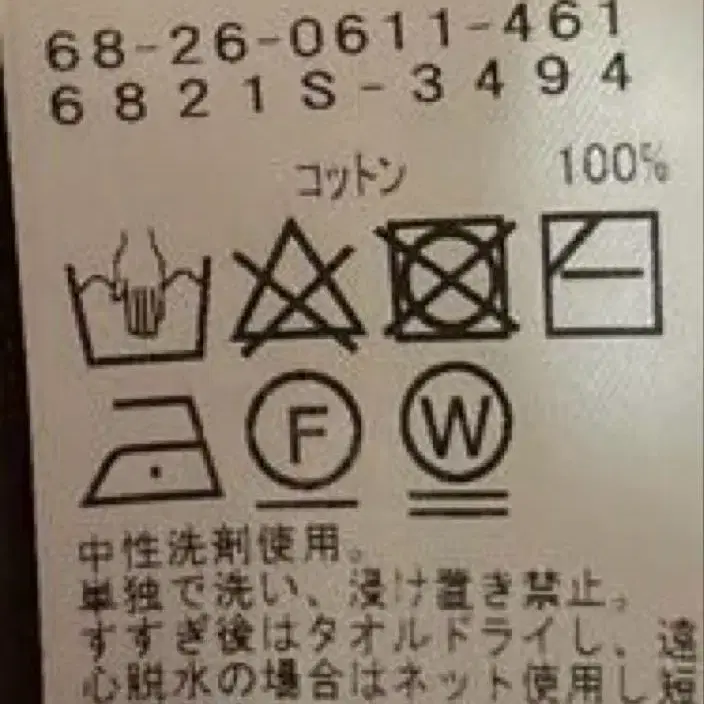 68-26-0611-461
6821S-3494
コットン 100%
F W
中性洗剤使用。
単独で洗い、浸け置き禁止。
すすぎ後はタオルドライし、遠
心脱水の場合はネット使用し短